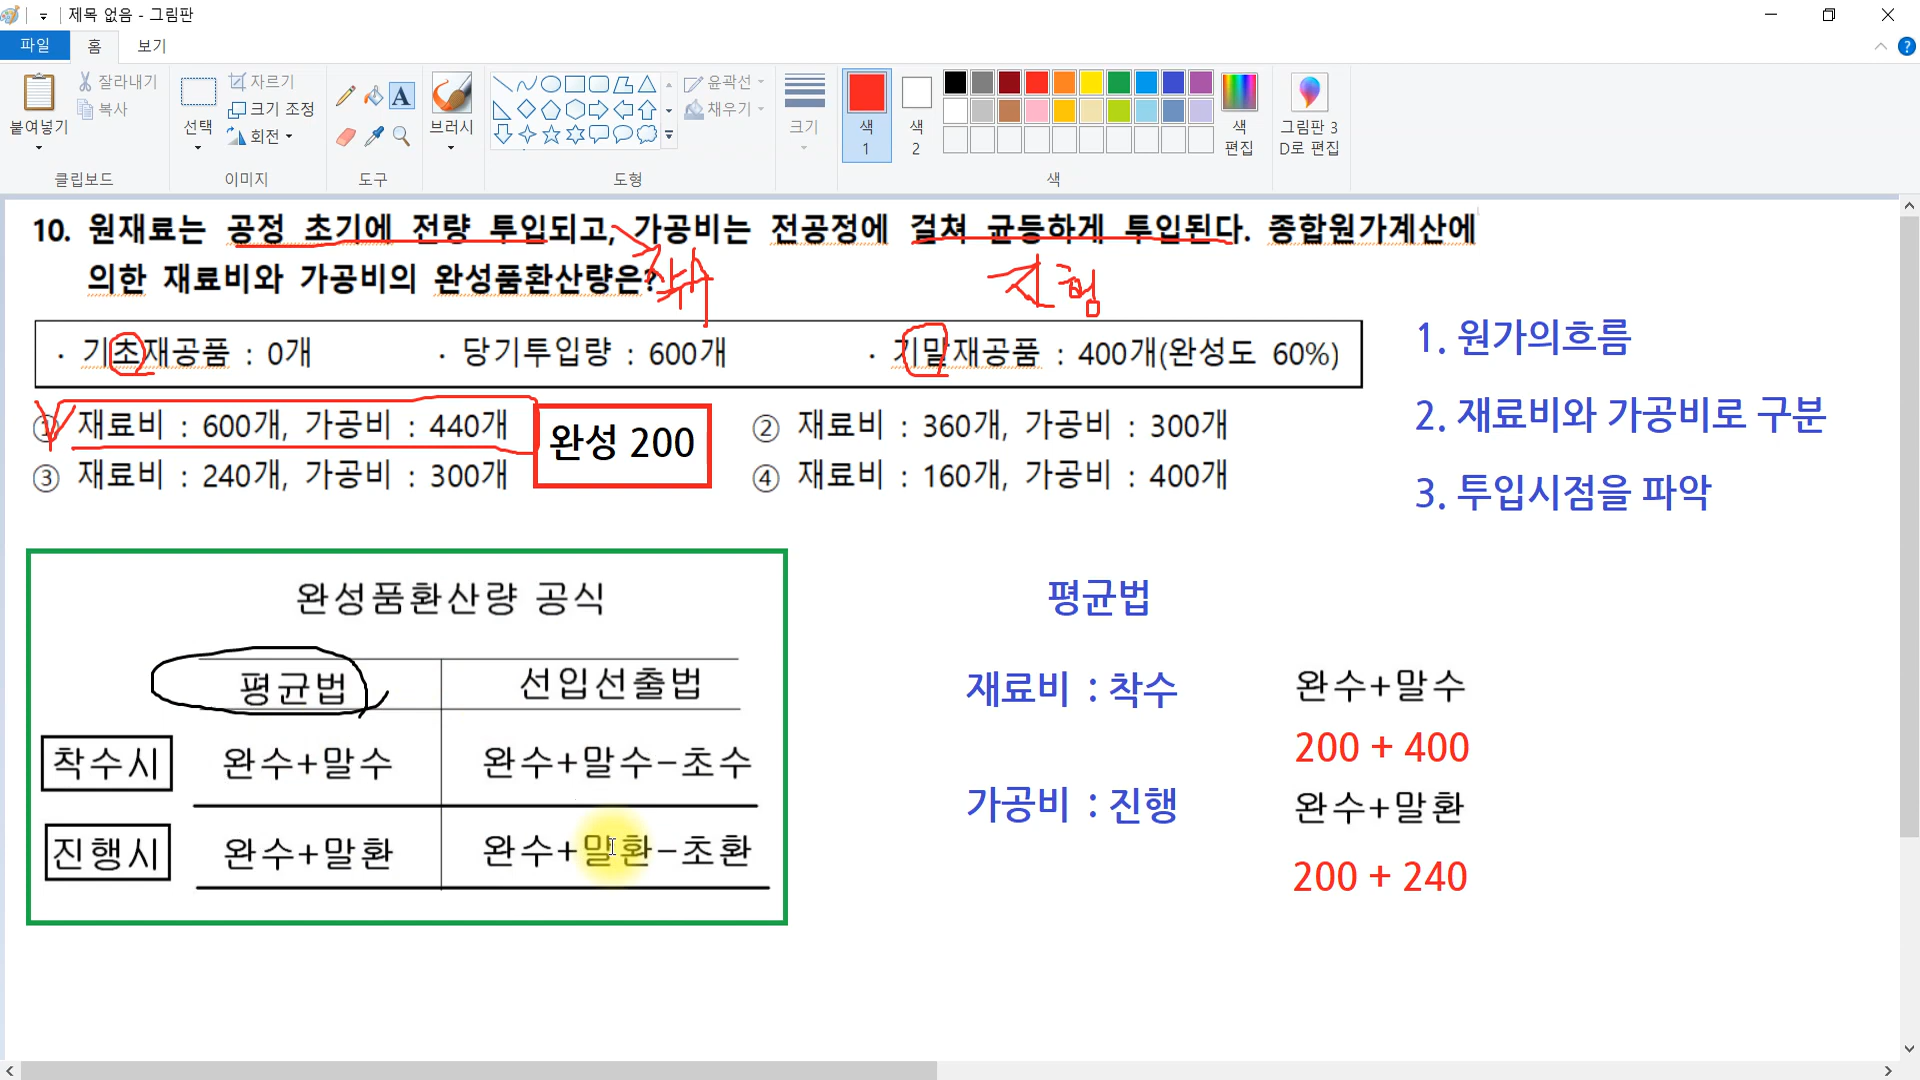 제목 없음 - 그림판
파일 홈 보기
붙여넣기
잘라내기
복사
클립보드
선택
자르기
크기 조정
회전
이미지
A
도구
브러시
윤곽선
채우기
도형
크기
색 1
색 2
색 편집
그림판 3D로 편집
색
10. 원재료는 공정 초기에 전량 투입되고, 가공비는 전공정에 걸쳐 균등하게 투입된다. 종합원가계산에
의한 재료비와 가공비의 완성품환산량은?
착수
진행
· 기초재공품 : 0개 · 당기투입량 : 600개 · 기말재공품 : 400개(완성도 60%)
① 재료비 : 600개, 가공비 : 440개 ② 재료비 : 360개, 가공비 : 300개
③ 재료비 : 240개, 가공비 : 300개 ④ 재료비 : 160개, 가공비 : 400개
완성 200
1. 원가의흐름
2. 재료비와 가공비로 구분
3. 투입시점을 파악
완성품환산량 공식
평균법 선입선출법
착수시 완수+말수 완수+말수-초수
진행시 완수+말환 완수+말환-초환
평균법
재료비 : 착수 완수+말수
200 + 400
가공비 : 진행 완수+말환
200 + 240